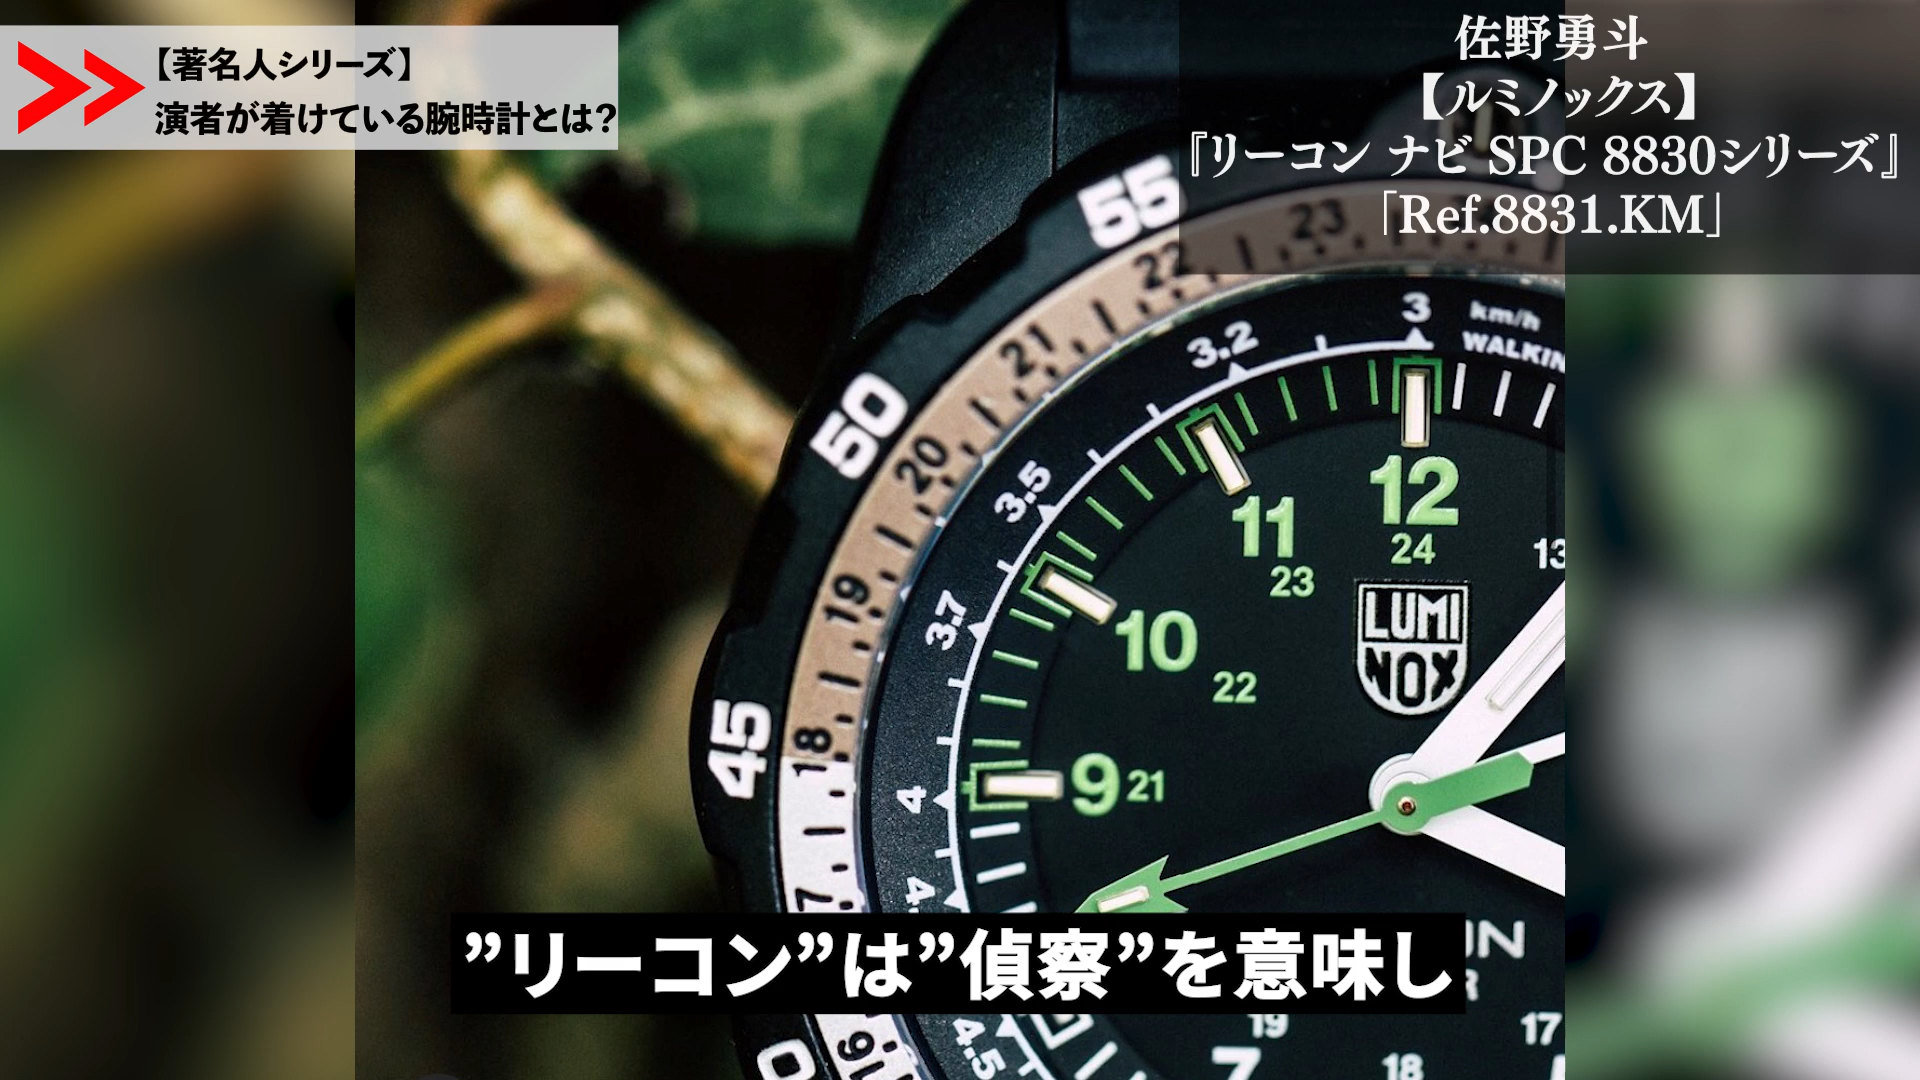 【著名人シリーズ】
演者が着けている腕時計とは?
佐野勇斗
【ルミノックス】
『リーコン ナビ SPC 8830シリーズ』
「Ref.8831.KM」
55
50
45
23
22
21
20
19
18
16
3
km/h
3.2
3.5
3.7
4
4.5
12
24
11
23
13
10
22
9
21
LUMI
NOX
”リーコン”は”偵察”を意味し
19
7
18
17